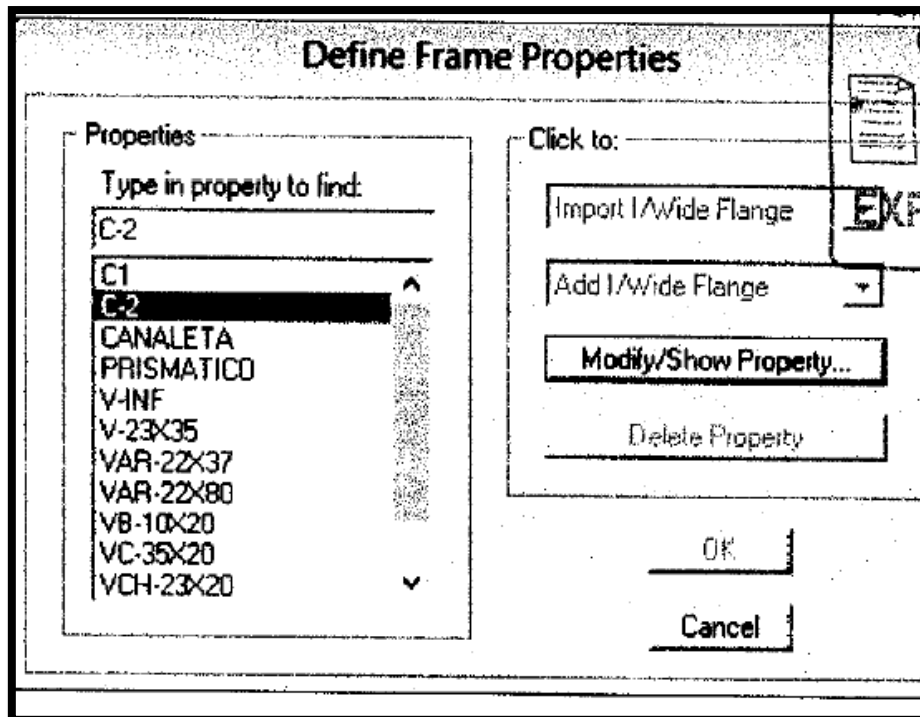 Define Frame Properties
Properties
Type in property to find:
C-2
C1
C-2
CANALETA
PRISMATICO
V-INF
V-23X35
VAR-22X37
VAR-22X80
VB-10X20
VC-35X20
VCH-23X20
Click to:
Import I/Wide Flange
Add I/Wide Flange
Modify/Show Property...
Delete Property
OK
Cancel